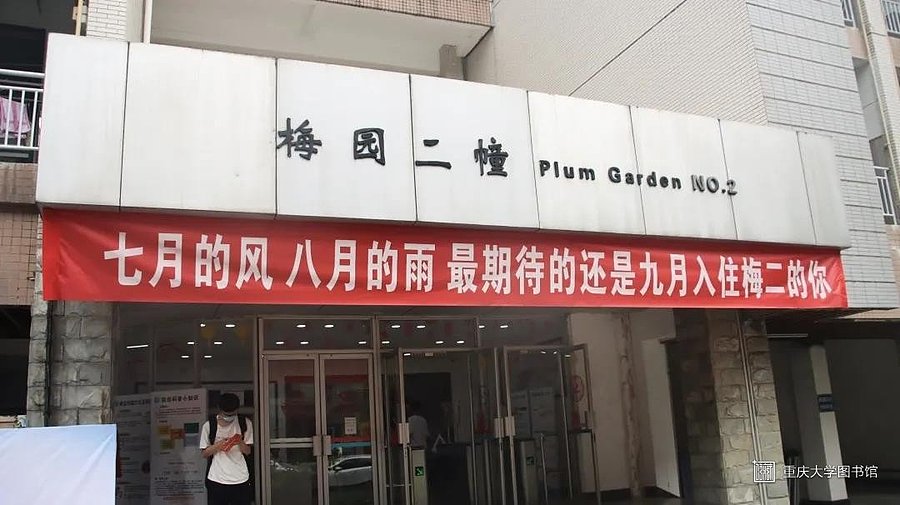 梅园二幢 Plum Garden NO.2
七月的风 八月的雨 最期待的还是九月入住梅二的你
重庆大学图书馆